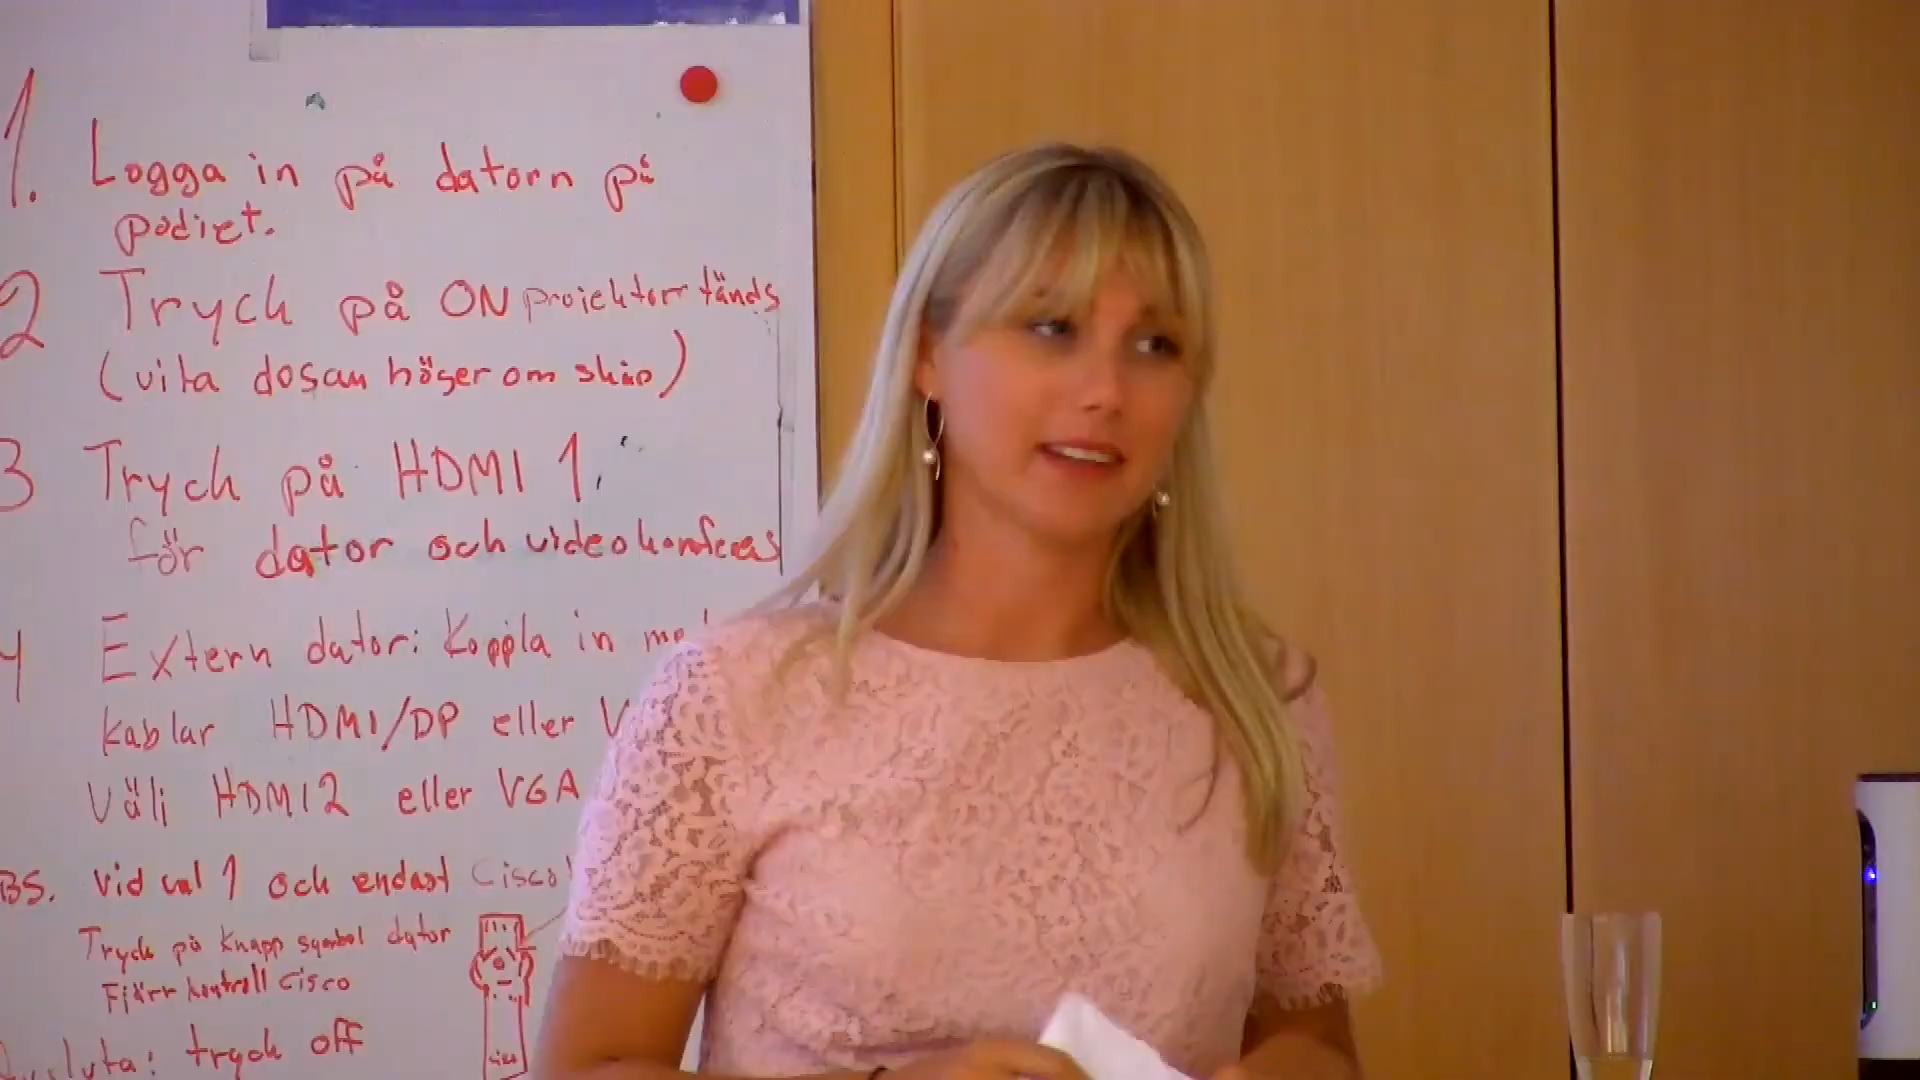 1. Logga in på datorn på
podiet.
2 Tryck på ON projektorn tänds
(vita dosan höger om skåp)
3 Tryck på HDMI 1.
för dator och videokonferens
4 Extern dator: Koppla in
kablar HDMI/DP eller
Välj HDMI2 eller VGA
OBS. Vid val 1 och endast Cisco
Tryck på knapp symbol dator
Fjärrkontroll Cisco
Avsluta: tryck off